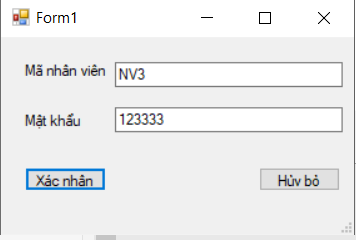 Form1
Mã nhân viên NV3
Mật khẩu 123333
Xác nhận Hủy bỏ